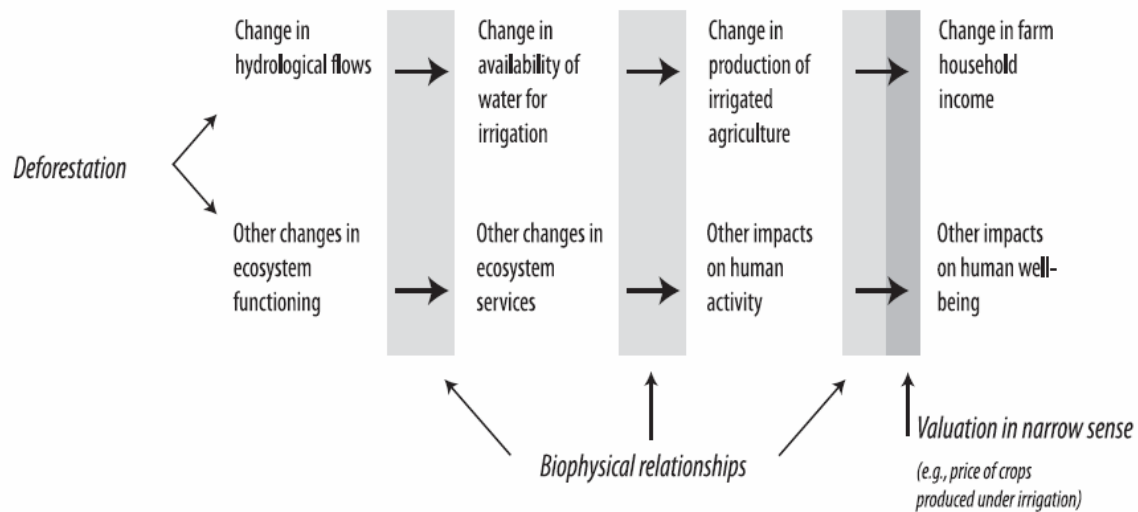 Change in
hydrological flows
Change in
availability of
water for
irrigation
Change in
production of
irrigated
agriculture
Change in farm
household
income
Deforestation
Other changes in
ecosystem
functioning
Other changes in
ecosystem
services
Other impacts
on human
activity
Other impacts
on human well-
being
Biophysical relationships
Valuation in narrow sense
(e.g., price of crops
produced under irrigation)